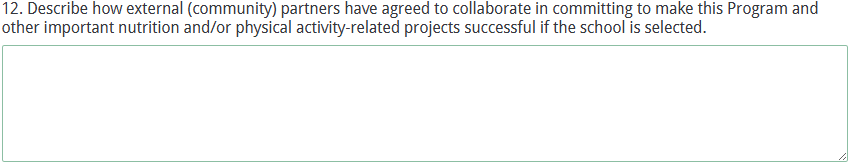 12. Describe how external (community) partners have agreed to collaborate in committing to make this Program and
other important nutrition and/or physical activity-related projects successful if the school is selected.